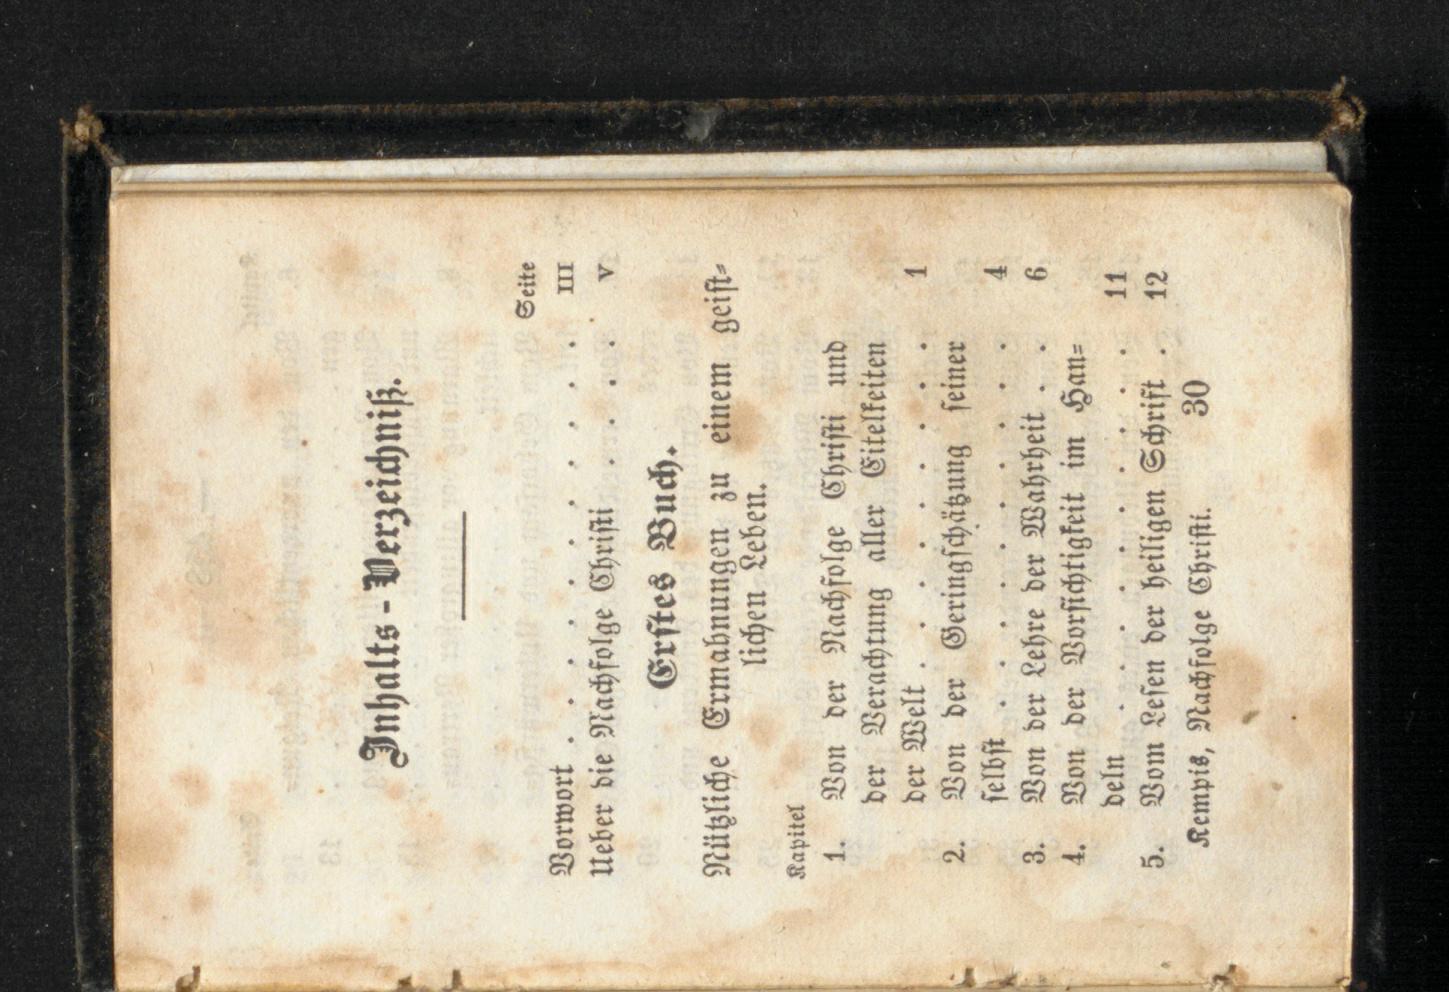 Inhalts-Verzeichniß.
Seite
Vorwort . . . . . . . . . . . III
Ueber die Nachfolge Christi . . . . V
Erstes Buch.
Nützliche Ermahnungen zu einem geist-
lichen Leben.
Kapitel
1. Von der Nachfolge Christi und
der Verachtung aller Eitelkeiten
der Welt . . . . . . . . . 1
2. Von der Geringschätzung seiner
selbst . . . . . . . . . . 4
3. Von der Lehre der Wahrheit . . 6
4. Von der Vorsichtigkeit im Han-
deln . . . . . . . . . . 11
5. Vom Lesen der heiligen Schrift . 12
Kempis, Nachfolge Christi. 30